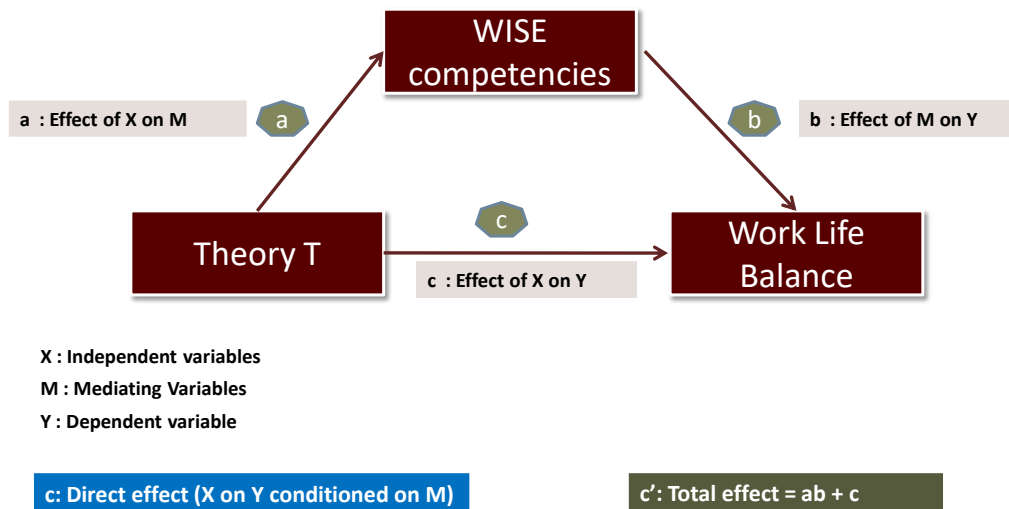 WISE
competencies
a : Effect of X on M
a
b
b : Effect of M on Y
c
Theory T
Work Life
Balance
c : Effect of X on Y
X : Independent variables
M : Mediating Variables
Y : Dependent variable
c: Direct effect (X on Y conditioned on M)
c’: Total effect = ab + c